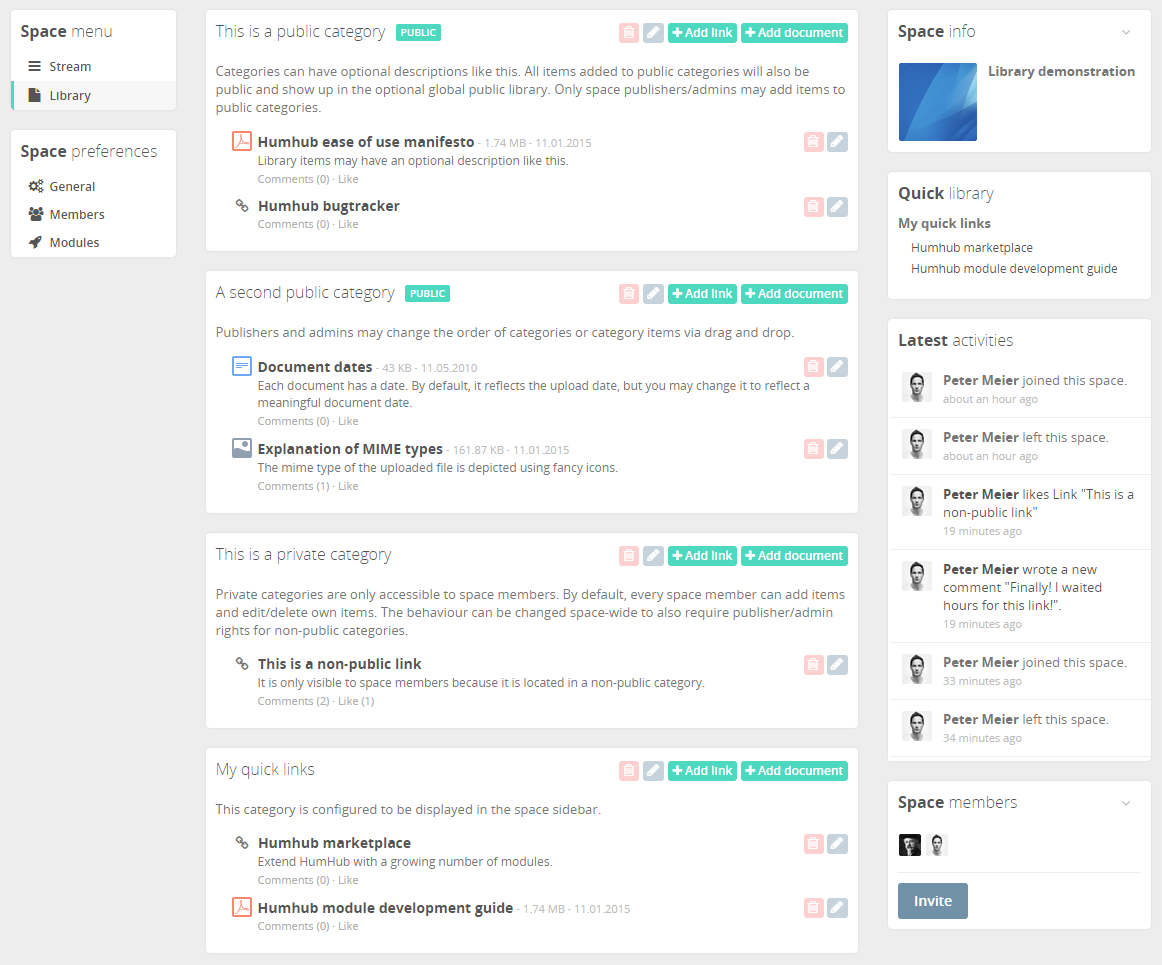 Space menu
Stream
Library
Space preferences
General
Members
Modules
This is a public category PUBLIC Add link Add document
Categories can have optional descriptions like this. All items added to public categories will also be
public and show up in the optional global public library. Only space publishers/admins may add items to
public categories.
Humhub ease of use manifesto - 1.74 MB - 11.01.2015
Library items may have an optional description like this.
Comments (0) · Like
Humhub bugtracker
Comments (0) · Like
A second public category PUBLIC Add link Add document
Publishers and admins may change the order of categories or category items via drag and drop.
Document dates - 43 KB - 11.05.2010
Each document has a date. By default, it reflects the upload date, but you may change it to reflect a
meaningful document date.
Comments (0) · Like
Explanation of MIME types - 161.87 KB - 11.01.2015
The mime type of the uploaded file is depicted using fancy icons.
Comments (1) · Like
This is a private category Add link Add document
Private categories are only accessible to space members. By default, every space member can add items
and edit/delete own items. The behaviour can be changed space-wide to also require publisher/admin
rights for non-public categories.
This is a non-public link
It is only visible to space members because it is located in a non-public category.
Comments (2) · Like (1)
My quick links Add link Add document
This category is configured to be displayed in the space sidebar.
Humhub marketplace
Extend HumHub with a growing number of modules.
Comments (0) · Like
Humhub module development guide - 1.74 MB - 11.01.2015
Comments (0) · Like
Space info
Library demonstration
Quick library
My quick links
Humhub marketplace
Humhub module development guide
Latest activities
Peter Meier joined this space.
about an hour ago
Peter Meier left this space.
about an hour ago
Peter Meier likes Link "This is a
non-public link"
19 minutes ago
Peter Meier wrote a new
comment "Finally! I waited
hours for this link!".
19 minutes ago
Peter Meier joined this space.
33 minutes ago
Peter Meier left this space.
34 minutes ago
Space members
Invite